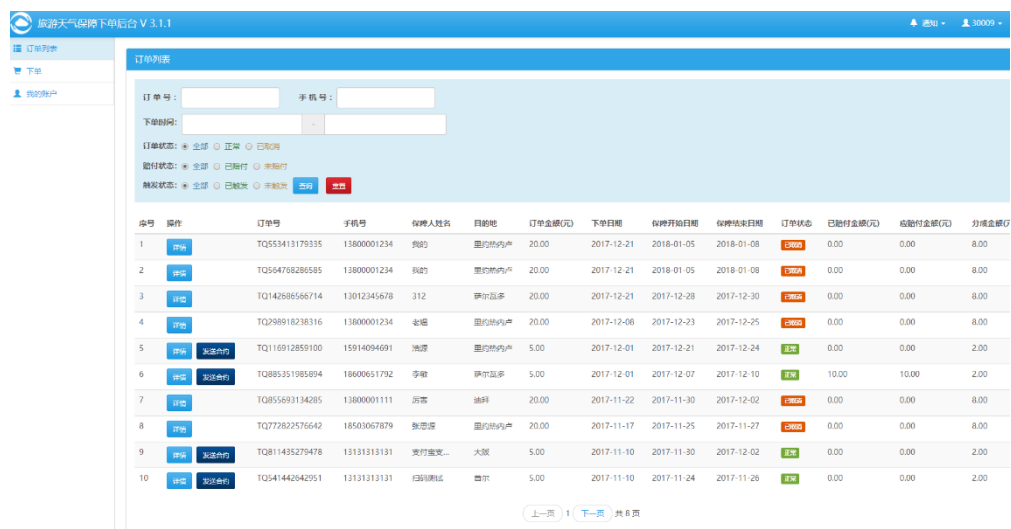 旅游天气保障下单后台 V 3.1.1
通知
30009
订单列表
下单
我的账户
订单列表
订单号:
手机号:
下单时间:
-
订单状态: 全部 正常 已取消
赔付状态: 全部 已赔付 未赔付
触发状态: 全部 已触发 未触发 查询 重置
序号 操作 订单号 手机号 保障人姓名 目的地 订单金额(元) 下单日期 保障开始日期 保障结束日期 订单状态 已赔付金额(元) 应赔付金额(元) 分成金额(
1 详情 TQ553413179335 13800001234 我的 里约热内卢 20.00 2017-12-21 2018-01-05 2018-01-08 已取消 0.00 0.00 8.00
2 详情 TQ564768286585 13800001234 我的 里约热内卢 20.00 2017-12-21 2018-01-05 2018-01-08 已取消 0.00 0.00 8.00
3 详情 TQ142686566714 13012345678 312 萨尔瓦多 20.00 2017-12-21 2017-12-28 2017-12-30 已取消 0.00 0.00 8.00
4 详情 TQ298918238316 13800001234 里约热内卢 20.00 2017-12-08 2017-12-23 2017-12-25 已取消 0.00 0.00 8.00
5 详情 发送合约 TQ116912859100 15914094691 浩源 里约热内卢 5.00 2017-12-01 2017-12-21 2017-12-24 正常 0.00 0.00 2.00
6 详情 发送合约 TQ885351985894 18600651792 李敏 萨尔瓦多 5.00 2017-12-01 2017-12-07 2017-12-10 正常 10.00 10.00 2.00
7 详情 TQ855693134285 13800001111 厉害 迪拜 20.00 2017-11-22 2017-11-30 2017-12-02 已取消 0.00 0.00 8.00
8 详情 TQ772822576642 18503067879 张思源 里约热内卢 20.00 2017-11-17 2017-11-25 2017-11-27 已取消 0.00 0.00 8.00
9 详情 发送合约 TQ811435279478 13131313131 支付宝支... 大阪 5.00 2017-11-10 2017-11-30 2017-12-02 正常 0.00 0.00 2.00
10 详情 发送合约 TQ541442642951 13131313131 扫码测试 首尔 5.00 2017-11-10 2017-11-24 2017-11-26 正常 0.00 0.00 2.00
上一页 1 下一页 共 8 页